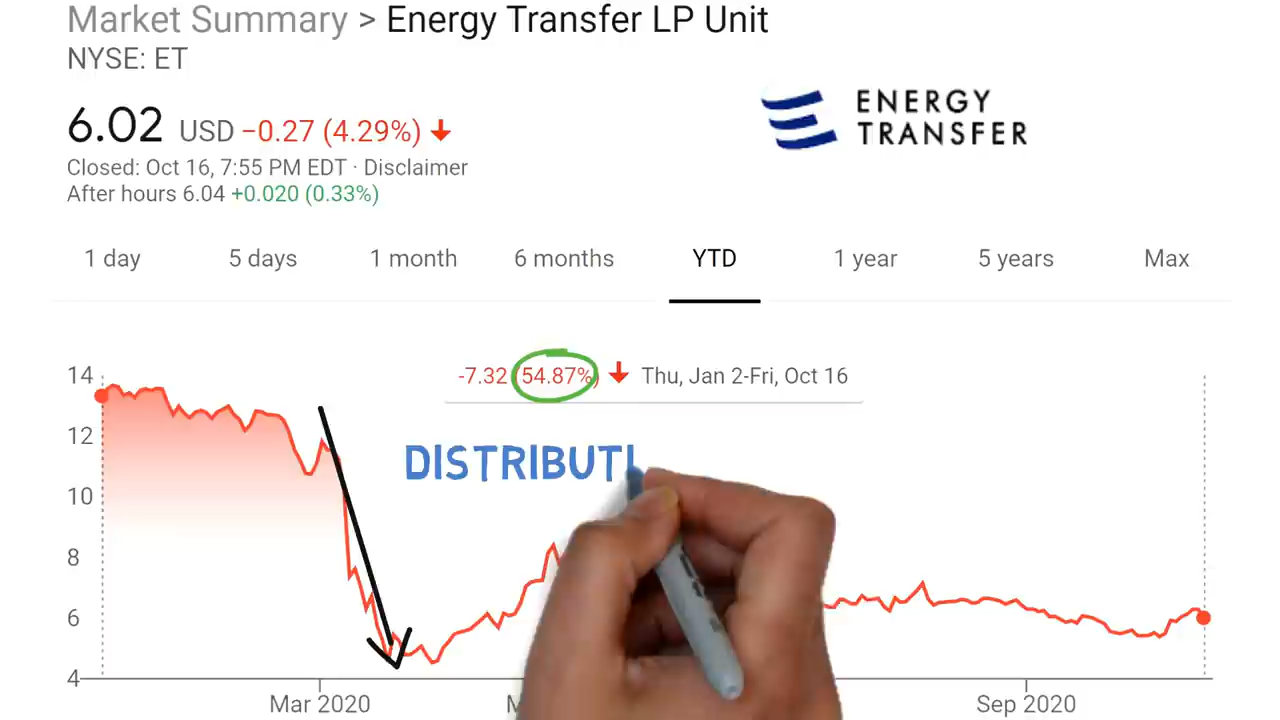 Market Summary > Energy Transfer LP Unit
NYSE: ET
6.02 USD −0.27 (4.29%)
Closed: Oct 16, 7:55 PM EDT · Disclaimer
After hours 6.04 +0.020 (0.33%)
ENERGY
TRANSFER
1 day 5 days 1 month 6 months YTD 1 year 5 years Max
-7.32 (54.87%) Thu, Jan 2-Fri, Oct 16
DISTRIBUTI
14
12
10
8
6
4
Mar 2020 Sep 2020